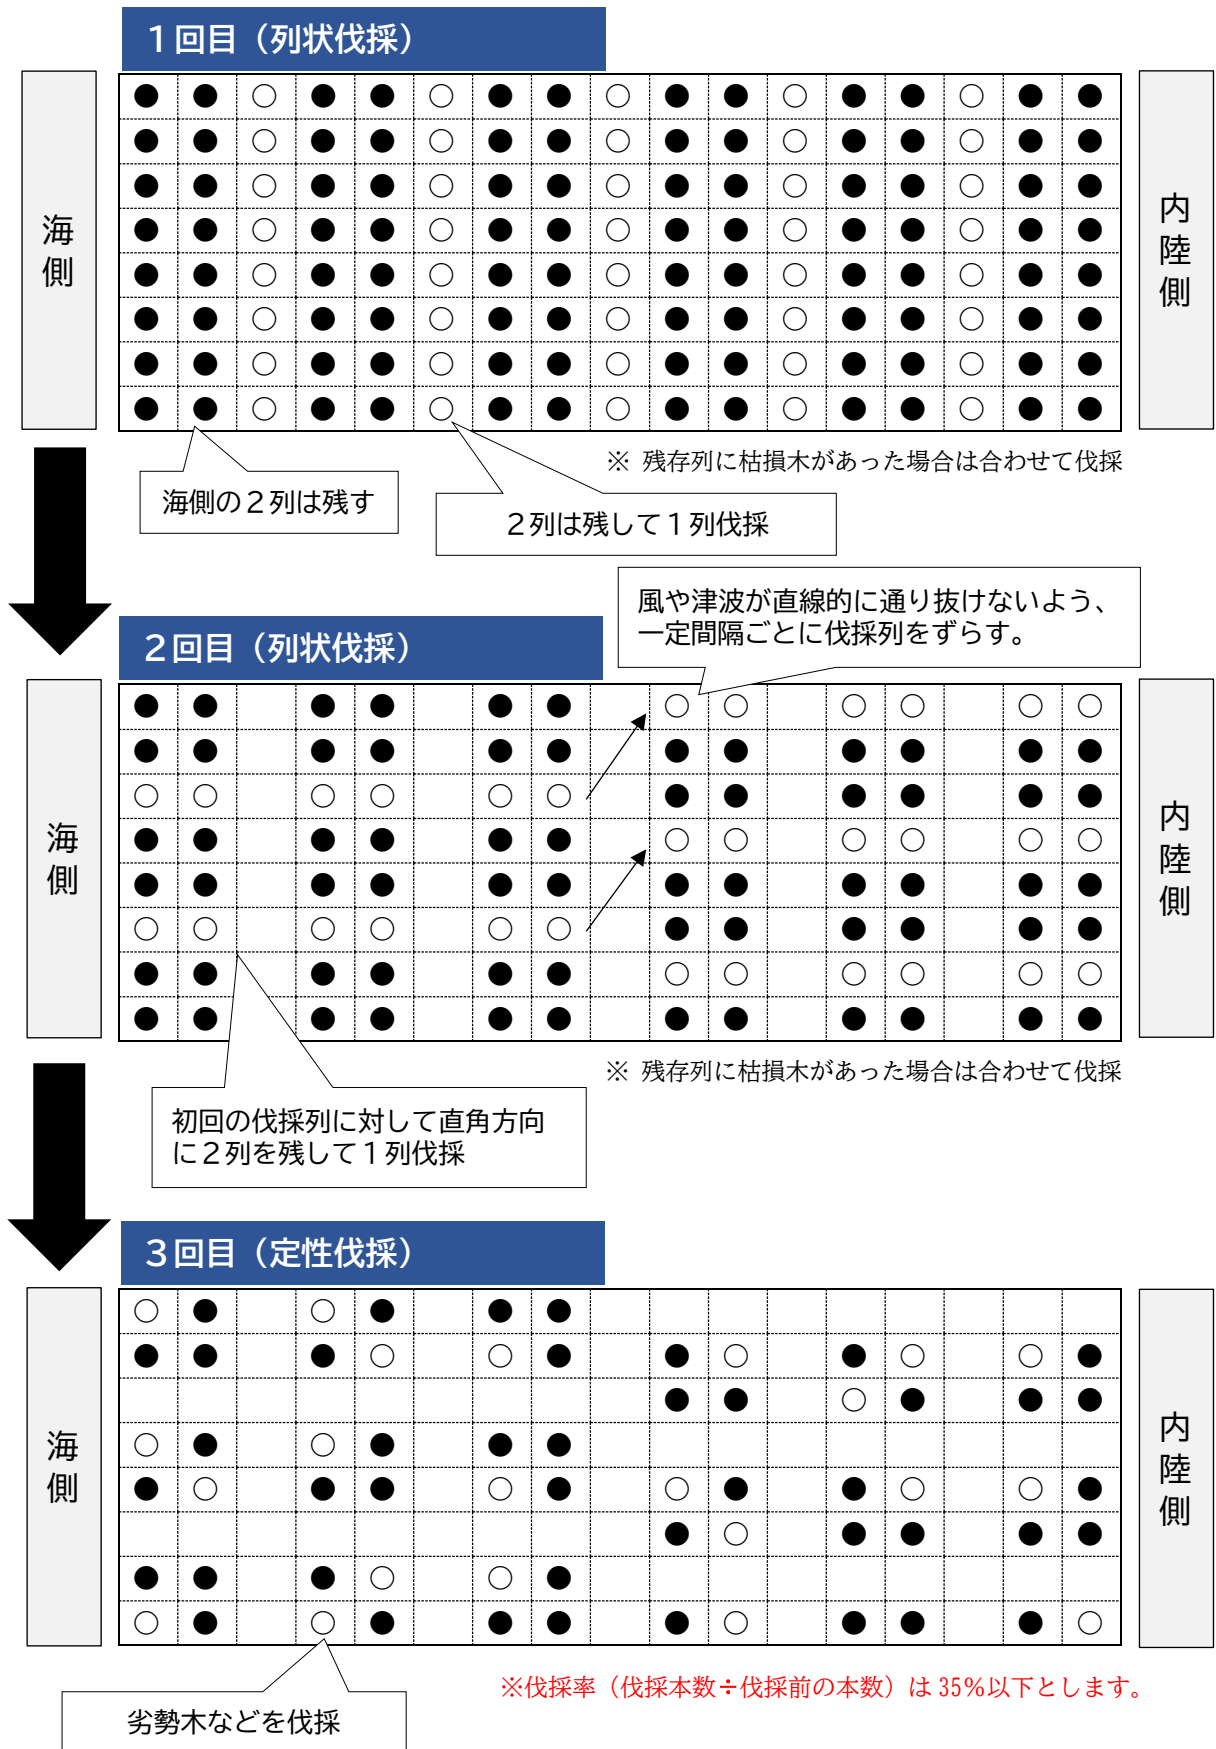 １回目（列状伐採）
海側
内陸側
※ 残存列に枯損木があった場合は合わせて伐採
海側の２列は残す
２列は残して１列伐採
風や津波が直線的に通り抜けないよう、
一定間隔ごとに伐採列をずらす。
２回目（列状伐採）
海側
内陸側
※ 残存列に枯損木があった場合は合わせて伐採
初回の伐採列に対して直角方向
に２列を残して１列伐採
３回目（定性伐採）
海側
内陸側
※伐採率（伐採本数÷伐採前の本数）は 35%以下とします。
劣勢木などを伐採